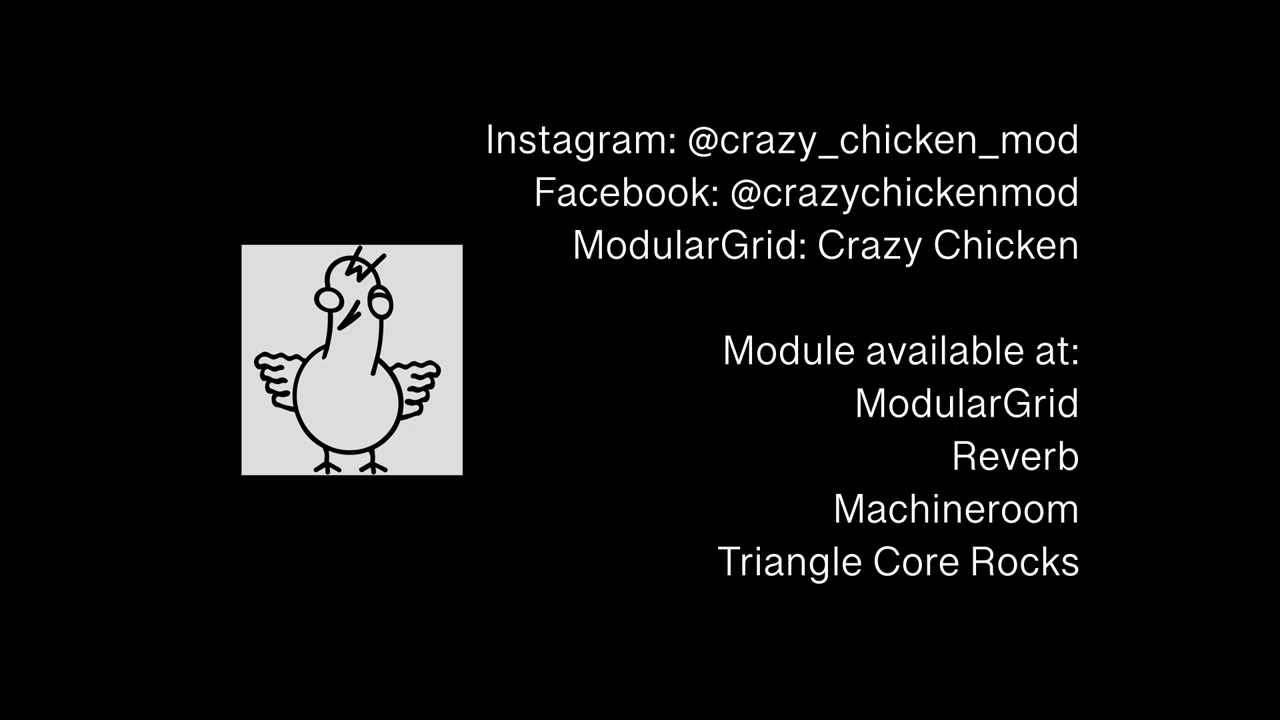 Instagram: @crazy_chicken_mod
Facebook: @crazychickenmod
ModularGrid: Crazy Chicken
Module available at:
ModularGrid
Reverb
Machineroom
Triangle Core Rocks